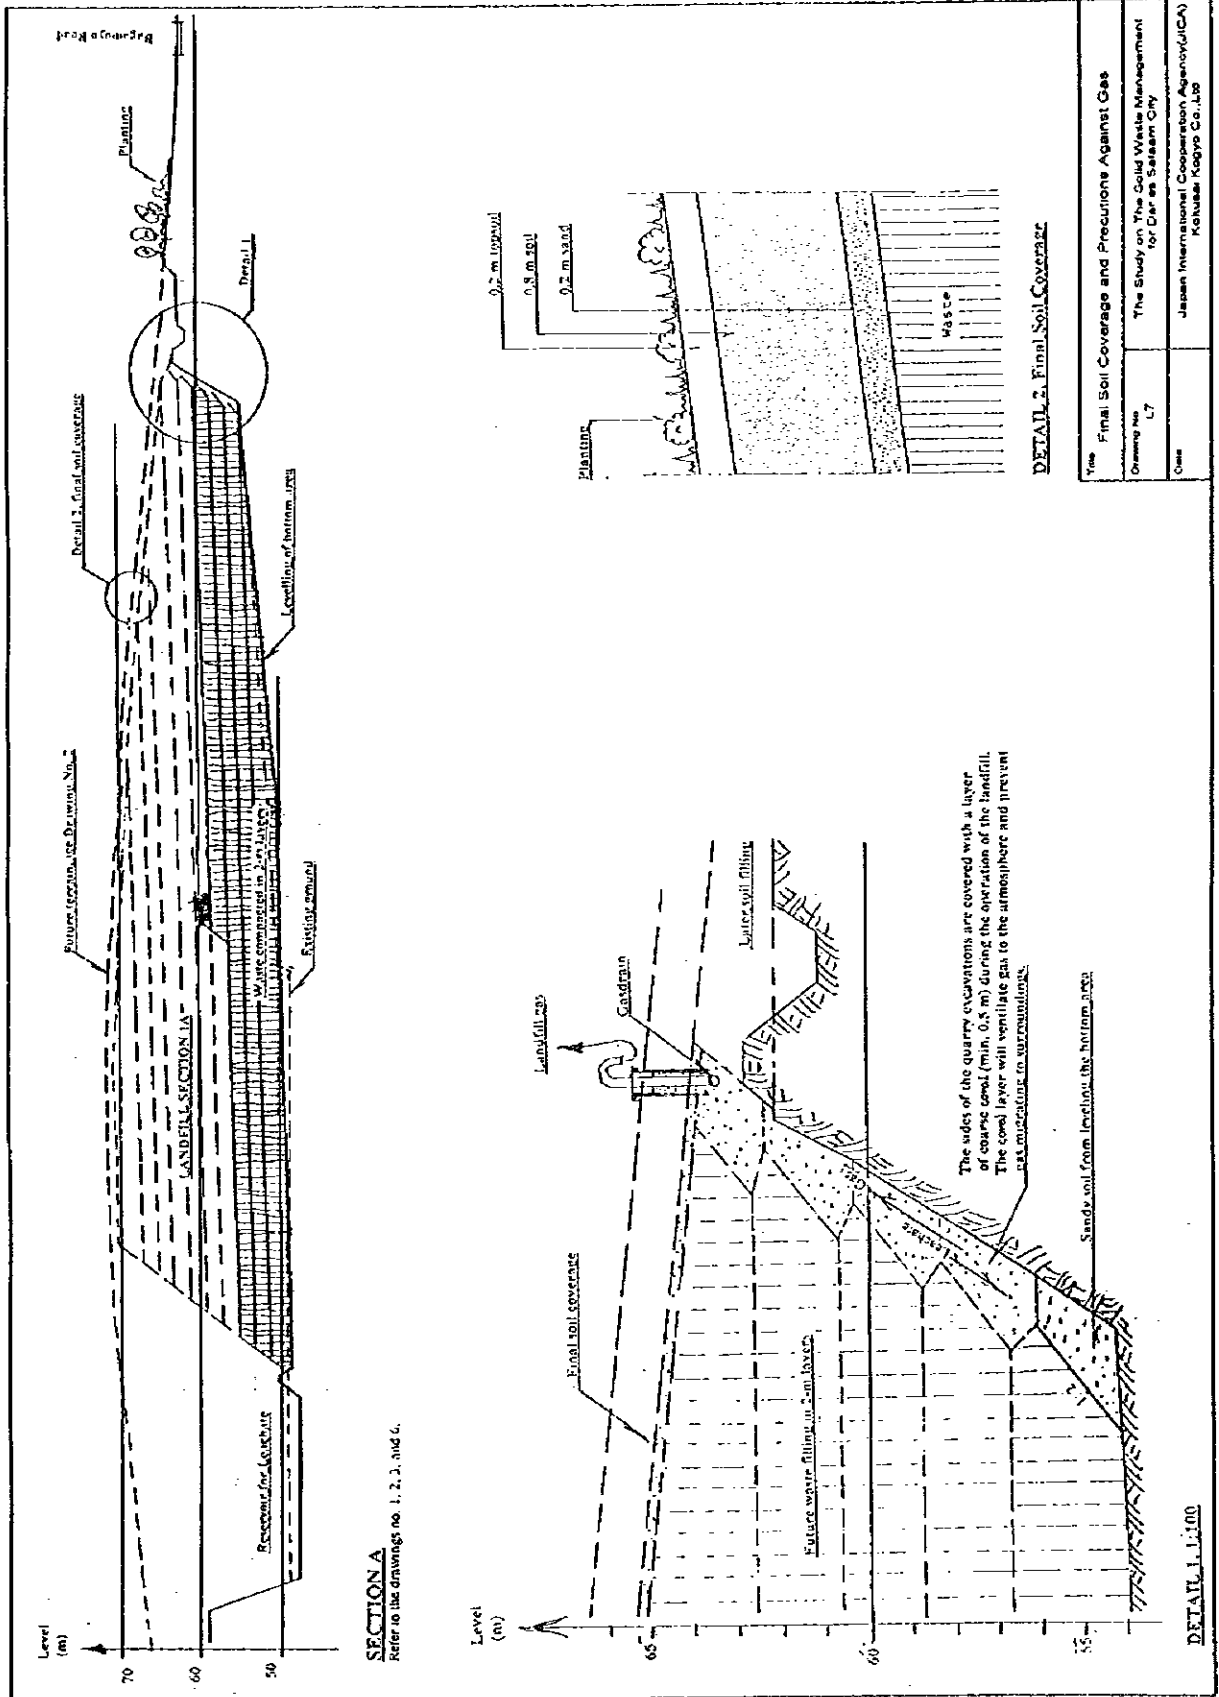 Level
(m)
70
60
50
Future terrain, see Drawing No. 2
Detail 2, final soil coverage
Planting
Bagamoyo Road
LANDFILL SECTION 1A
Waste compacted in 2-m layers
Reservoir for Leachate
Existing ground
Levelling of bottom area
Detail 1
SECTION A
Refer to the drawings no. 1, 2, 3, and 6.
Level
(m)
65
60
55
Final soil coverage
Landfill gas
Gasdrain
Later soil filling
Future waste filling in 2-m layers
Gas
Leachate
1:2
The sides of the quarry excavations are covered with a layer
of coarse coral (min. 0.5 m) during the operation of the landfill.
The coral layer will ventilate gas to the atmosphere and prevent
gas migrating to surroundings.
Sandy soil from leveling the bottom area
DETAIL 1, 1:100
Planting
0.2 m topsoil
0.8 m soil
0.2 m sand
Waste
DETAIL 2, Final Soil Coverage
Title
Final Soil Coverage and Precutions Against Gas
Drawing No
L7
The Study on The Solid Waste Management
for Dar es Salaam City
Date
Japan International Cooperation Agency(JICA)
Kokusai Kogyo Co.,Ltd